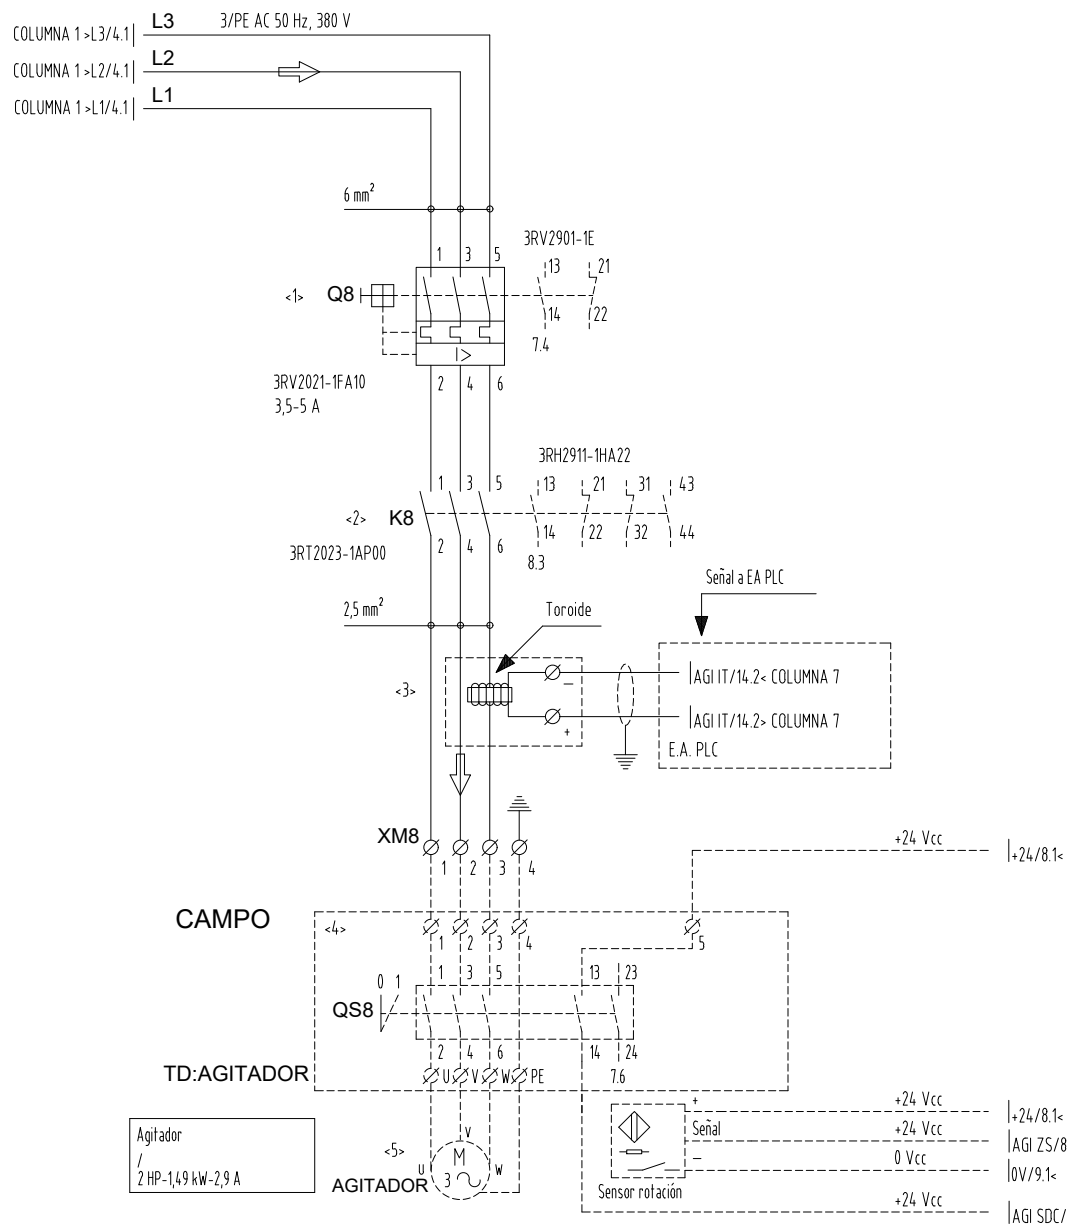 L3 3/PE AC 50 Hz, 380 V
COLUMNA 1 >L3/4.1
L2
COLUMNA 1 >L2/4.1
L1
COLUMNA 1 >L1/4.1
6 mm²
3RV2901-1E
1 3 5 13 21
<1> Q8
14 22
7.4
I>
3RV2021-1FA10
2 4 6
3,5-5 A
3RH2911-1HA22
1 3 5 13 21 31 43
<2> K8
2 4 6 14 22 32 44
3RT2023-1AP00
8.3
Señal a EA PLC
2,5 mm²
Toroide
AGI IT/14.2< COLUMNA 7
−
<3>
AGI IT/14.2> COLUMNA 7
+
E.A. PLC
XM8
+24 Vcc
+24/8.1<
1 2 3 4
CAMPO
<4>
1 2 3 4 5
0 1
1 3 5 13 23
QS8
2 4 6 14 24
TD:AGITADOR
U V W PE 7.6
+ +24 Vcc
+24/8.1<
Señal +24 Vcc
AGI ZS/8
− 0 Vcc
0V/9.1<
Agitador
/
2 HP-1,49 kW-2,9 A
<5>
V
U W
M
3
AGITADOR
Sensor rotación
+24 Vcc
AGI SDC/